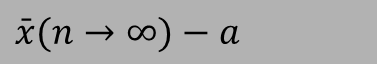 x̄(n → ∞) − a